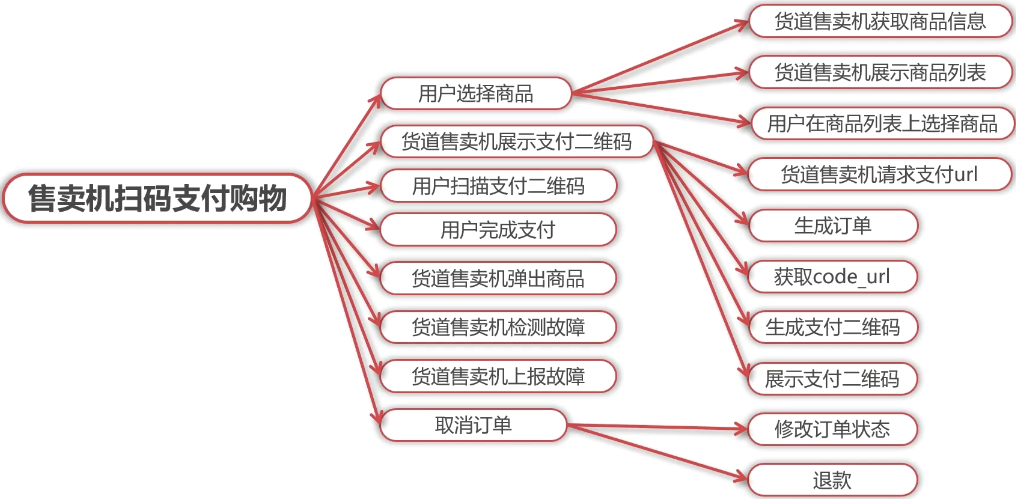 售卖机扫码支付购物
用户选择商品
货道售卖机获取商品信息
货道售卖机展示商品列表
用户在商品列表上选择商品
货道售卖机展示支付二维码
货道售卖机请求支付url
生成订单
获取code_url
生成支付二维码
展示支付二维码
用户扫描支付二维码
用户完成支付
货道售卖机弹出商品
货道售卖机检测故障
货道售卖机上报故障
取消订单
修改订单状态
退款